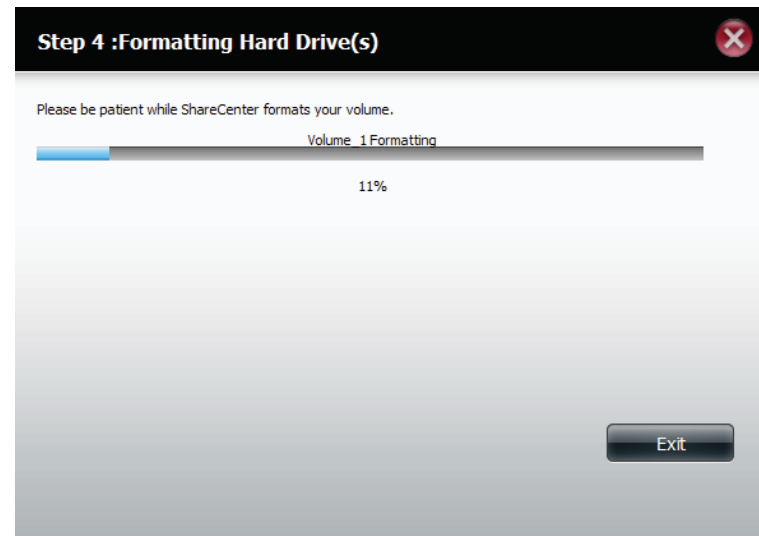 Step 4 :Formatting Hard Drive(s)
Please be patient while ShareCenter formats your volume.
Volume_1 Formatting
11%
Exit